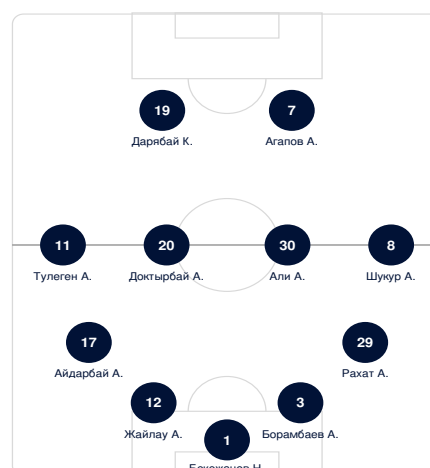 19
7
Дарябай К.
Агапов А.
11
20
30
8
Тулеген А.
Доктырбай А.
Али А.
Шукур А.
17
29
Айдарбай А.
Рахат А.
12
3
Жайлау А.
Борамбаев А.
1